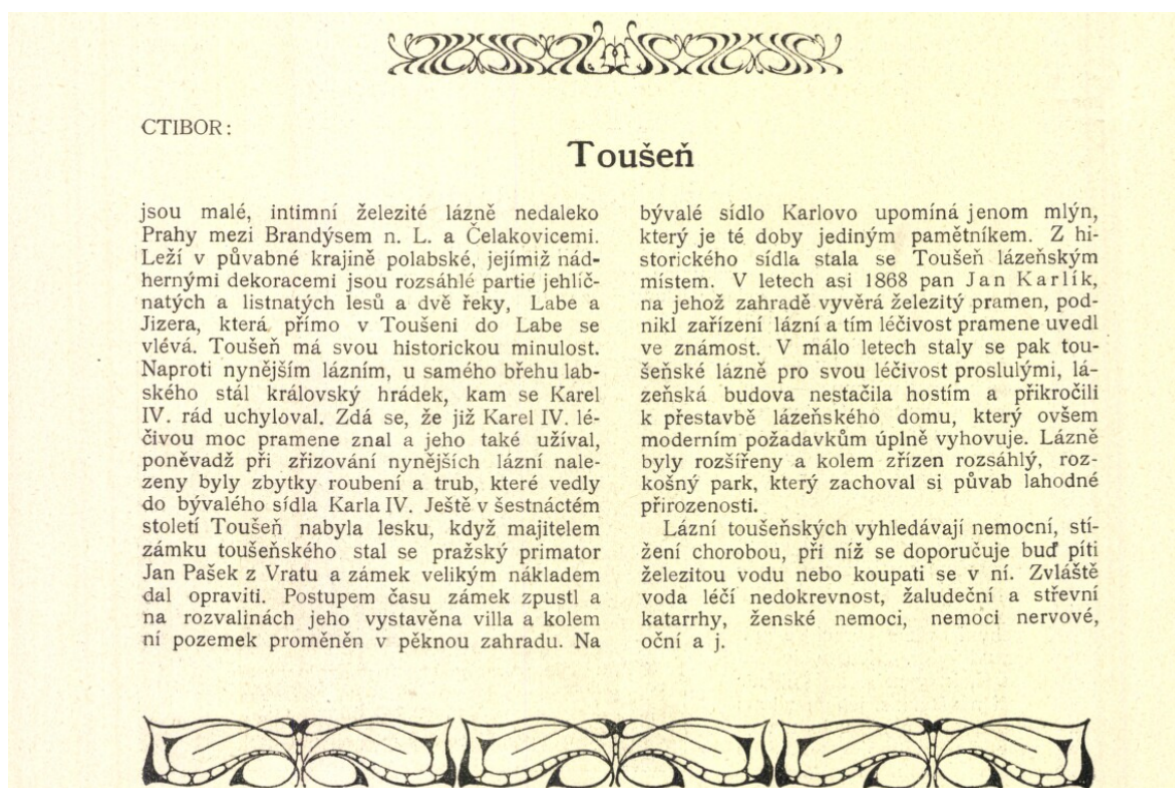 CTIBOR:
Toušeň
jsou malé, intimní železité lázně nedaleko
Prahy mezi Brandýsem n. L. a Čelakovicemi.
Leží v půvabné krajině polabské, jejímiž nád-
hernými dekoracemi jsou rozsáhlé partie jehlič-
natých a listnatých lesů a dvě řeky, Labe a
Jizera, která přímo v Toušeni do Labe se
vlévá. Toušeň má svou historickou minulost.
Naproti nynějším lázním, u samého břehu lab-
ského stál královský hrádek, kam se Karel
IV. rád uchyloval. Zdá se, že již Karel IV. lé-
čivou moc pramene znal a jeho také užíval,
poněvadž při zřizování nynějších lázní nale-
zeny byly zbytky roubení a trub, které vedly
do bývalého sídla Karla IV. Ještě v šestnáctém
století Toušeň nabyla lesku, když majitelem
zámku toušeňského stal se pražský primator
Jan Pašek z Vratu a zámek velikým nákladem
dal opraviti. Postupem času zámek zpustl a
na rozvalinách jeho vystavěna villa a kolem
ní pozemek proměněn v pěknou zahradu. Na
bývalé sídlo Karlovo upomíná jenom mlýn,
který je té doby jediným pamětníkem. Z hi-
storického sídla stala se Toušeň lázeňským
místem. V letech asi 1868 pan Jan Karlík,
na jehož zahradě vyvěrá železitý pramen, pod-
nikl zařízení lázní a tím léčivost pramene uvedl
ve známost. V málo letech staly se pak tou-
šeňské lázně pro svou léčivost proslulými, lá-
zeňská budova nestačila hostím a přikročili
k přestavbě lázeňského domu, který ovšem
moderním požadavkům úplně vyhovuje. Lázně
byly rozšířeny a kolem zřízen rozsáhlý, roz-
košný park, který zachoval si půvab lahodné
přirozenosti.
Lázní toušeňských vyhledávají nemocní, stí-
žení chorobou, při níž se doporučuje buď píti
železitou vodu nebo koupati se v ní. Zvláště
voda léčí nedokrevnost, žaludeční a střevní
katarrhy, ženské nemoci, nemoci nervové,
oční a j.